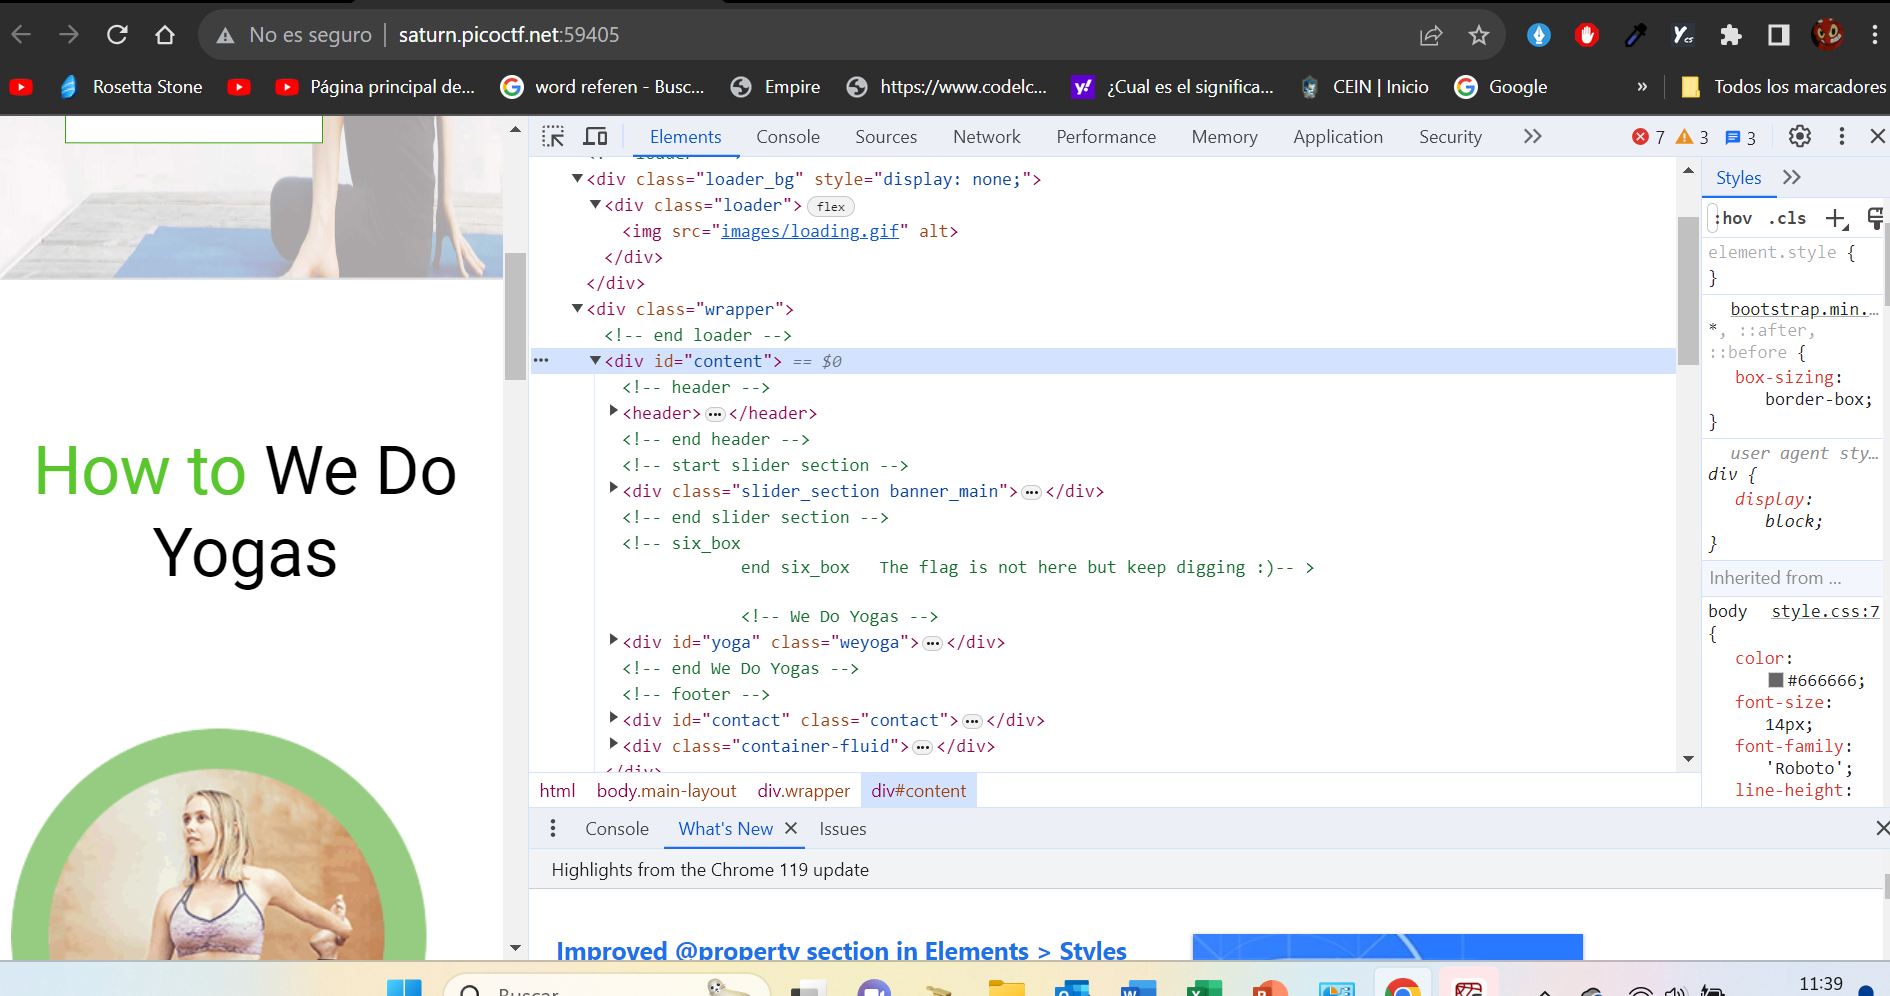 No es seguro saturn.picoctf.net:59405
Rosetta Stone Página principal de... word referen - Busc... Empire https://www.codelc... ¿Cual es el significa... CEIN | Inicio Google » Todos los marcadores
Elements Console Sources Network Performance Memory Application Security 7 3 3
<div class="loader_bg" style="display: none;">
<div class="loader"> flex
<img src="images/loading.gif" alt>
</div>
</div>
<div class="wrapper">
<!-- end loader -->
<div id="content"> == $0
<!-- header -->
<header> ••• </header>
<!-- end header -->
<!-- start slider section -->
<div class="slider_section banner_main"> ••• </div>
<!-- end slider section -->
<!-- six_box
end six_box The flag is not here but keep digging :)-- >
<!-- We Do Yogas -->
<div id="yoga" class="weyoga"> ••• </div>
<!-- end We Do Yogas -->
<!-- footer -->
<div id="contact" class="contact"> ••• </div>
<div class="container-fluid"> ••• </div>
</div>
html body.main-layout div.wrapper div#content
Styles
:hov .cls
element.style {
}
bootstrap.min....
*, ::after,
::before {
box-sizing:
border-box;
}
user agent sty...
div {
display:
block;
}
Inherited from ...
body style.css:7
{
color:
#666666;
font-size:
14px;
font-family:
'Roboto';
line-height:
How to We Do
Yogas
Console What's New Issues
Highlights from the Chrome 119 update
Improved @property section in Elements > Styles
Buscar
11:39